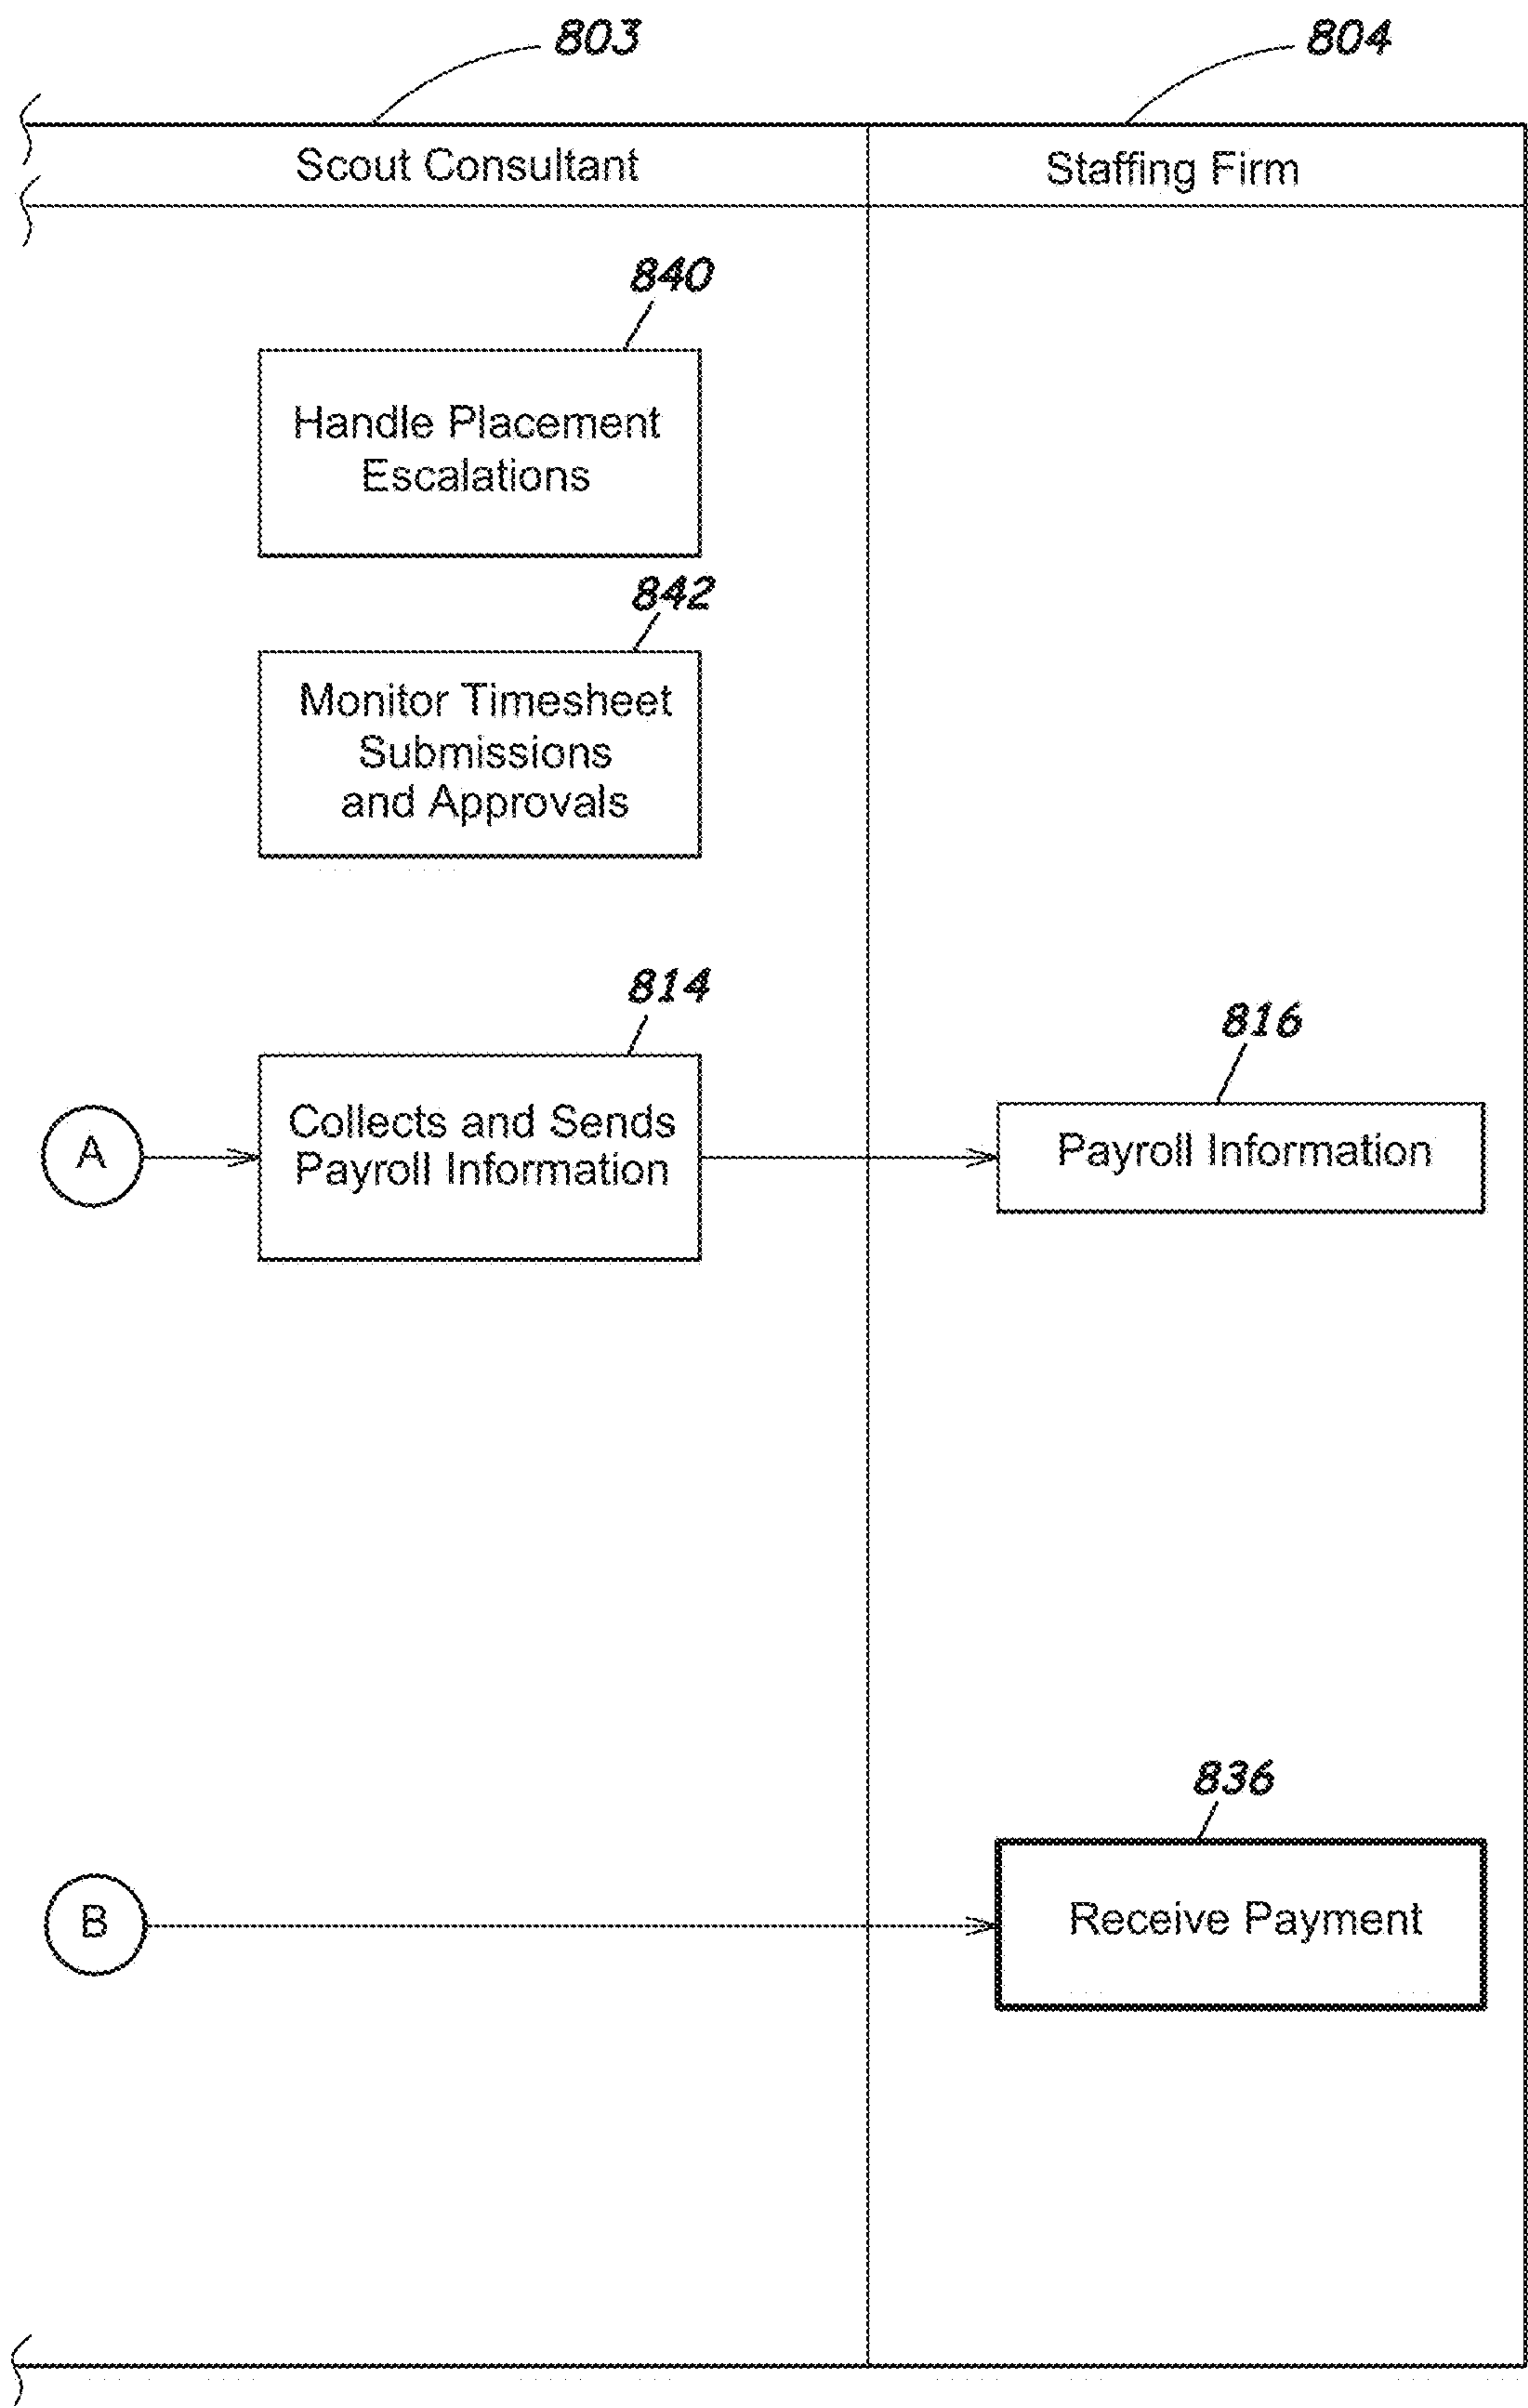 803
804
Scout Consultant
Staffing Firm
840
Handle Placement
Escalations
842
Monitor Timesheet
Submissions
and Approvals
814
816
A
Collects and Sends
Payroll Information
Payroll Information
836
B
Receive Payment